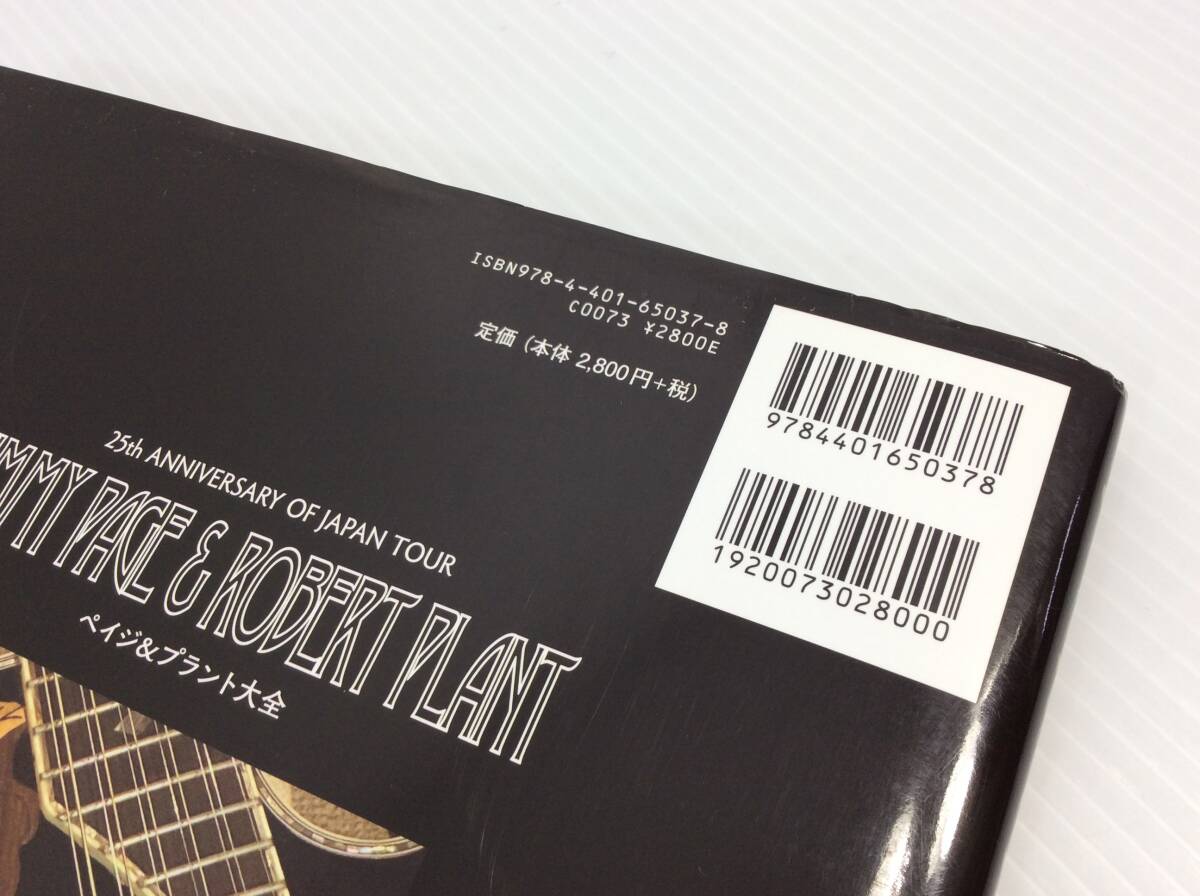 ISBN978-4-401-65037-8
C0073 ¥2800E
定価（本体 2,800円+税）
9784401650378
1920073028000
25th ANNIVERSARY OF JAPAN TOUR
IMMY PAGE & ROBERT PLANT
ペイジ&プラント大全